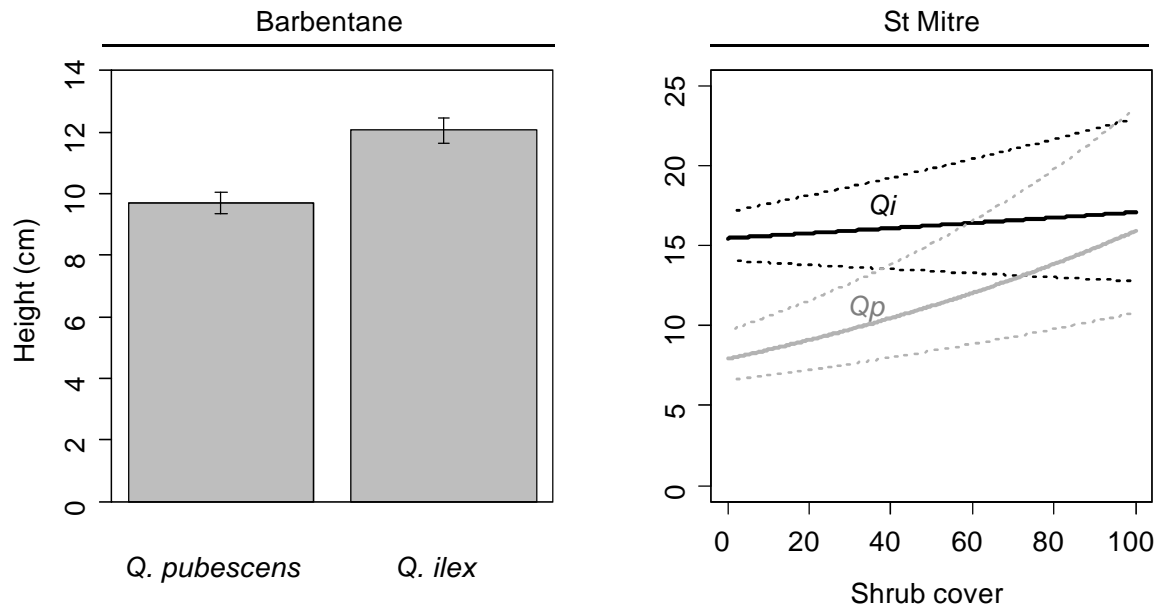 Barbentane
St Mitre
Height (cm)
14
12
10
8
6
4
2
0
Q. pubescens
Q. ilex
25
20
15
10
5
0
Qi
Qp
0 20 40 60 80 100
Shrub cover